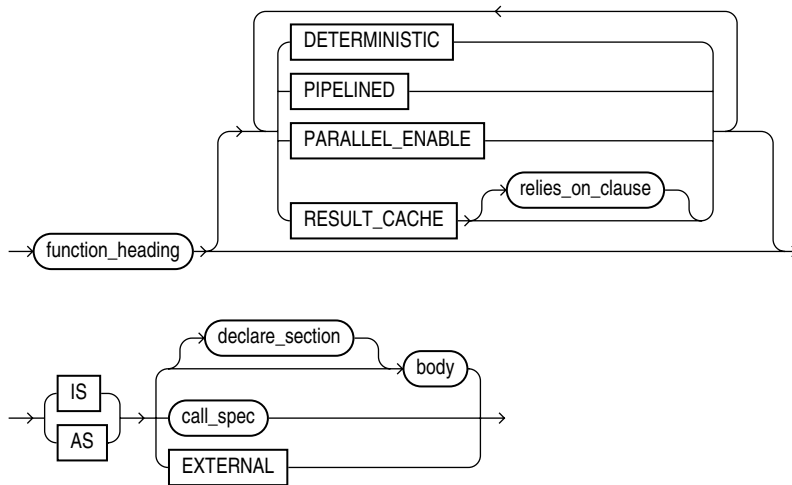 DETERMINISTIC
PIPELINED
PARALLEL_ENABLE
relies_on_clause
RESULT_CACHE
function_heading
declare_section
body
IS
call_spec
AS
EXTERNAL